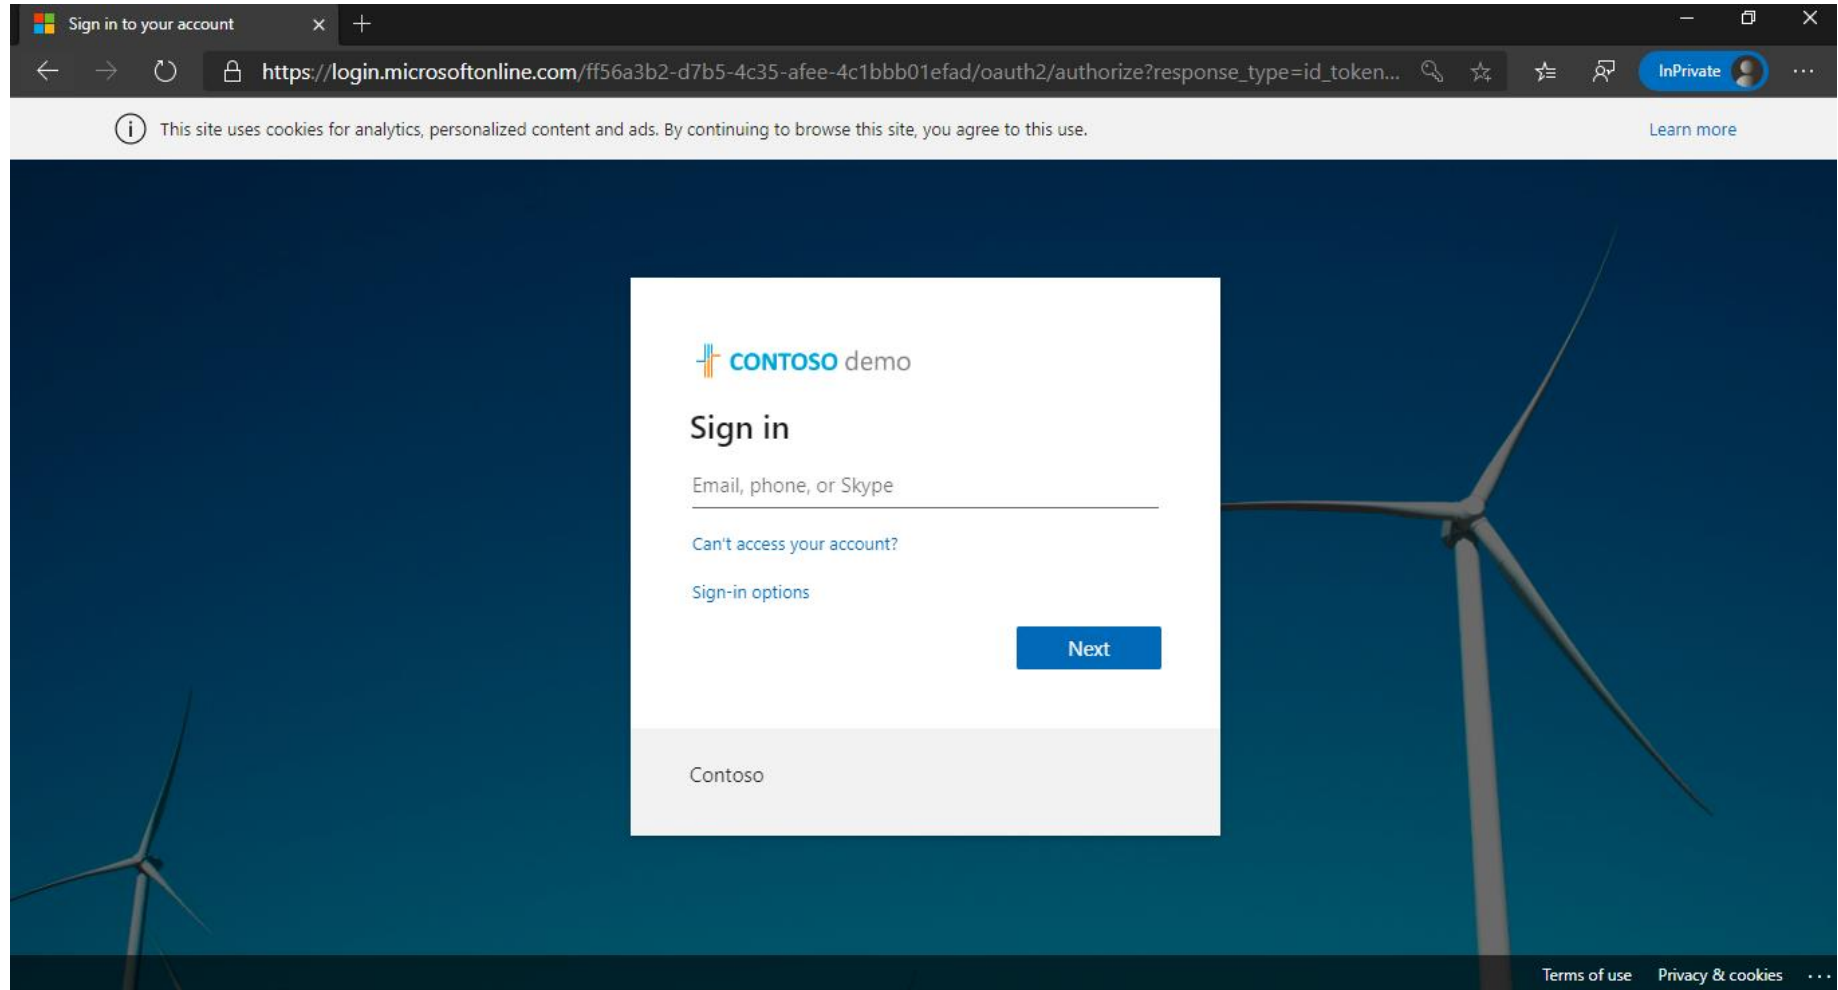 Sign in to your account
https://login.microsoftonline.com/ff56a3b2-d7b5-4c35-afee-4c1bbb01efad/oauth2/authorize?response_type=id_token...
InPrivate
This site uses cookies for analytics, personalized content and ads. By continuing to browse this site, you agree to this use.
Learn more
CONTOSO demo
Sign in
Email, phone, or Skype
Can't access your account?
Sign-in options
Next
Contoso
Terms of use
Privacy & cookies